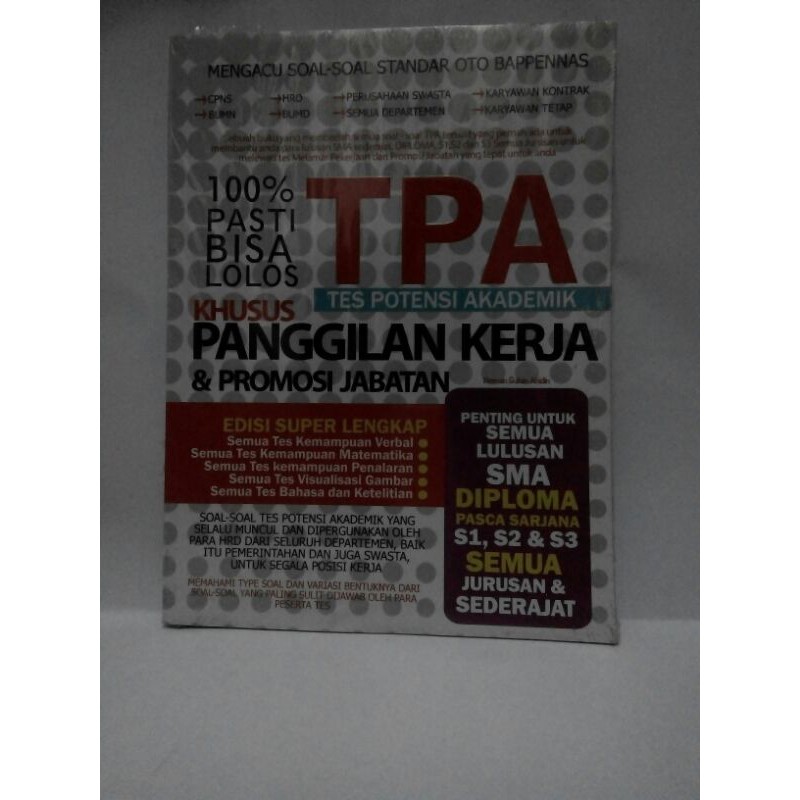 MENGACU SOAL-SOAL STANDAR OTO BAPPENNAS
→CPNS →HRD →PERUSAHAAN SWASTA →KARYAWAN KONTRAK
→BUMN →BUMD →SEMUA DEPARTEMEN →KARYAWAN TETAP
100%
PASTI
BISA
LOLOS
TPA
TES POTENSI AKADEMIK
KHUSUS
PANGGILAN KERJA
& PROMOSI JABATAN
EDISI SUPER LENGKAP
Semua Tes Kemampuan Verbal
Semua Tes Kemampuan Matematika
Semua Tes kemampuan Penalaran
Semua Tes Visualisasi Gambar
Semua Tes Bahasa dan Ketelitian
SOAL-SOAL TES POTENSI AKADEMIK YANG
SELALU MUNCUL DAN DIPERGUNAKAN OLEH
PARA HRD DARI SELURUH DEPARTEMEN, BAIK
ITU PEMERINTAHAN DAN JUGA SWASTA,
UNTUK SEGALA POSISI KERJA
MEMAHAMI TYPE SOAL DAN VARIASI BENTUKNYA DARI
SOAL-SOAL YANG PALING SULIT DIJAWAB OLEH PARA
PESERTA TES
PENTING UNTUK
SEMUA
LULUSAN
SMA
DIPLOMA
PASCA SARJANA
S1, S2 & S3
SEMUA
JURUSAN &
SEDERAJAT